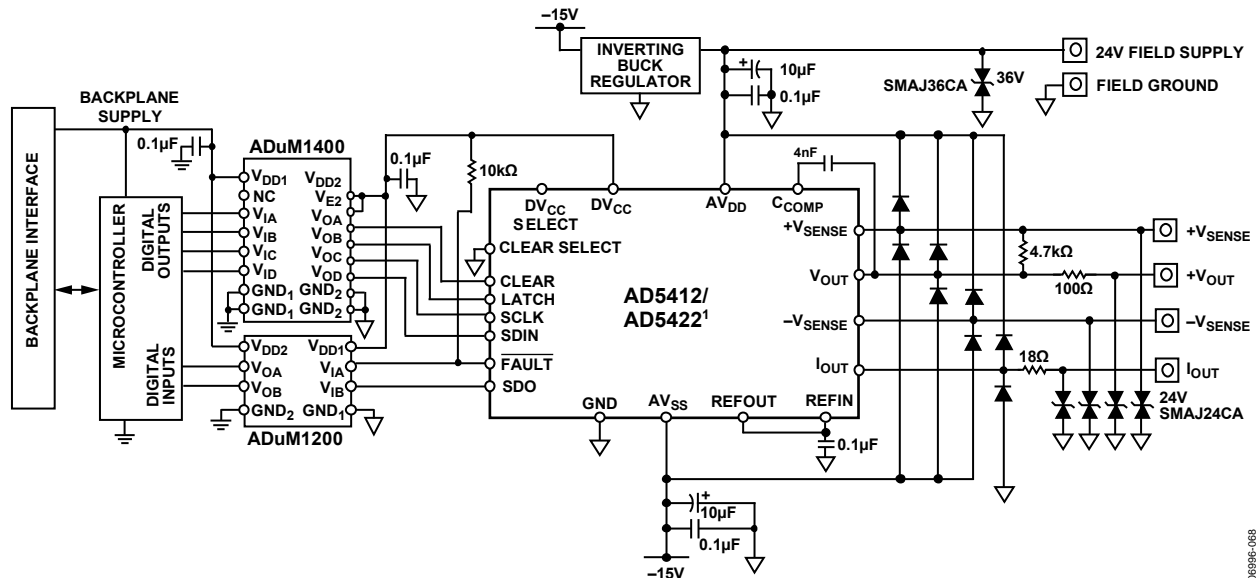 –15V
INVERTING
BUCK
REGULATOR
+
10µF
0.1µF
SMAJ36CA
36V
24V FIELD SUPPLY
FIELD GROUND
BACKPLANE
SUPPLY
0.1µF
BACKPLANE INTERFACE
MICROCONTROLLER
DIGITAL
OUTPUTS
DIGITAL
INPUTS
ADuM1400
VDD1
NC
VIA
VIB
VIC
VID
GND1
GND1
VDD2
VE2
VOA
VOB
VOC
VOD
GND2
GND2
VDD2
VOA
VOB
GND2
VDD1
VIA
VIB
GND1
ADuM1200
0.1µF
10kΩ
4nF
DVCC
SELECT
DVCC
AVDD
CCOMP
CLEAR SELECT
CLEAR
LATCH
SCLK
SDIN
FAULT
SDO
AD5412/
AD5422¹
+VSENSE
VOUT
–VSENSE
IOUT
GND
AVSS
REFOUT
REFIN
0.1µF
+
10µF
0.1µF
–15V
4.7kΩ
100Ω
18Ω
24V
SMAJ24CA
+VSENSE
+VOUT
–VSENSE
IOUT
06996-068